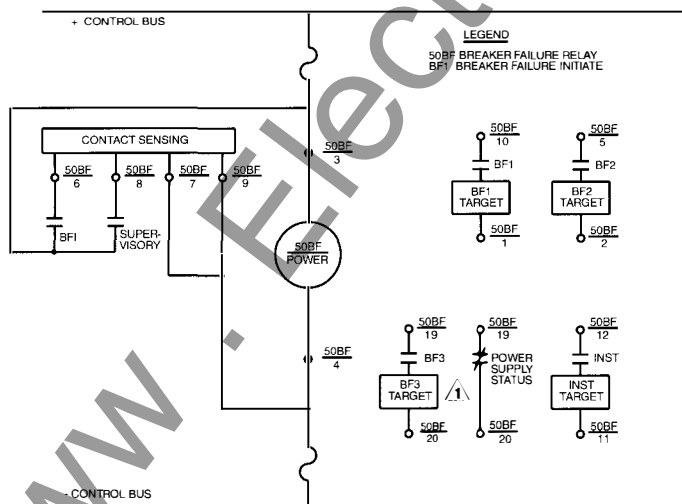 + CONTROL BUS
LEGEND
50BF BREAKER FAILURE RELAY
BF1 BREAKER FAILURE INITIATE
CONTACT SENSING
50BF
6
50BF
8
50BF
7
50BF
9
BFI
SUPER-
VISORY
50BF
3
50BF
POWER
50BF
4
50BF
10
BF1
BF1
TARGET
50BF
1
50BF
5
BF2
BF2
TARGET
50BF
2
50BF
19
BF3
BF3
TARGET
1
50BF
20
50BF
19
POWER
SUPPLY
STATUS
50BF
20
50BF
12
INST
INST
TARGET
50BF
11
- CONTROL BUS
ww . Elect